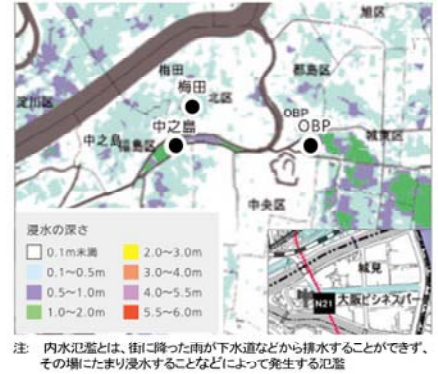 旭区
梅田
都島区
梅田
北区
淀川区
OBP
中之島
OBP
中之島
福島区
城東区
中央区
浸水の深さ
0.1m未満
2.0～3.0m
0.1～0.5m
3.0～4.0m
0.5～1.0m
4.0～5.5m
1.0～2.0m
5.5～6.0m
城見
大阪ビジネスパー
N21
注: 内水氾濫とは、街に降った雨が下水道などから排水することができず、
その場にたまり浸水することなどによって発生する氾濫